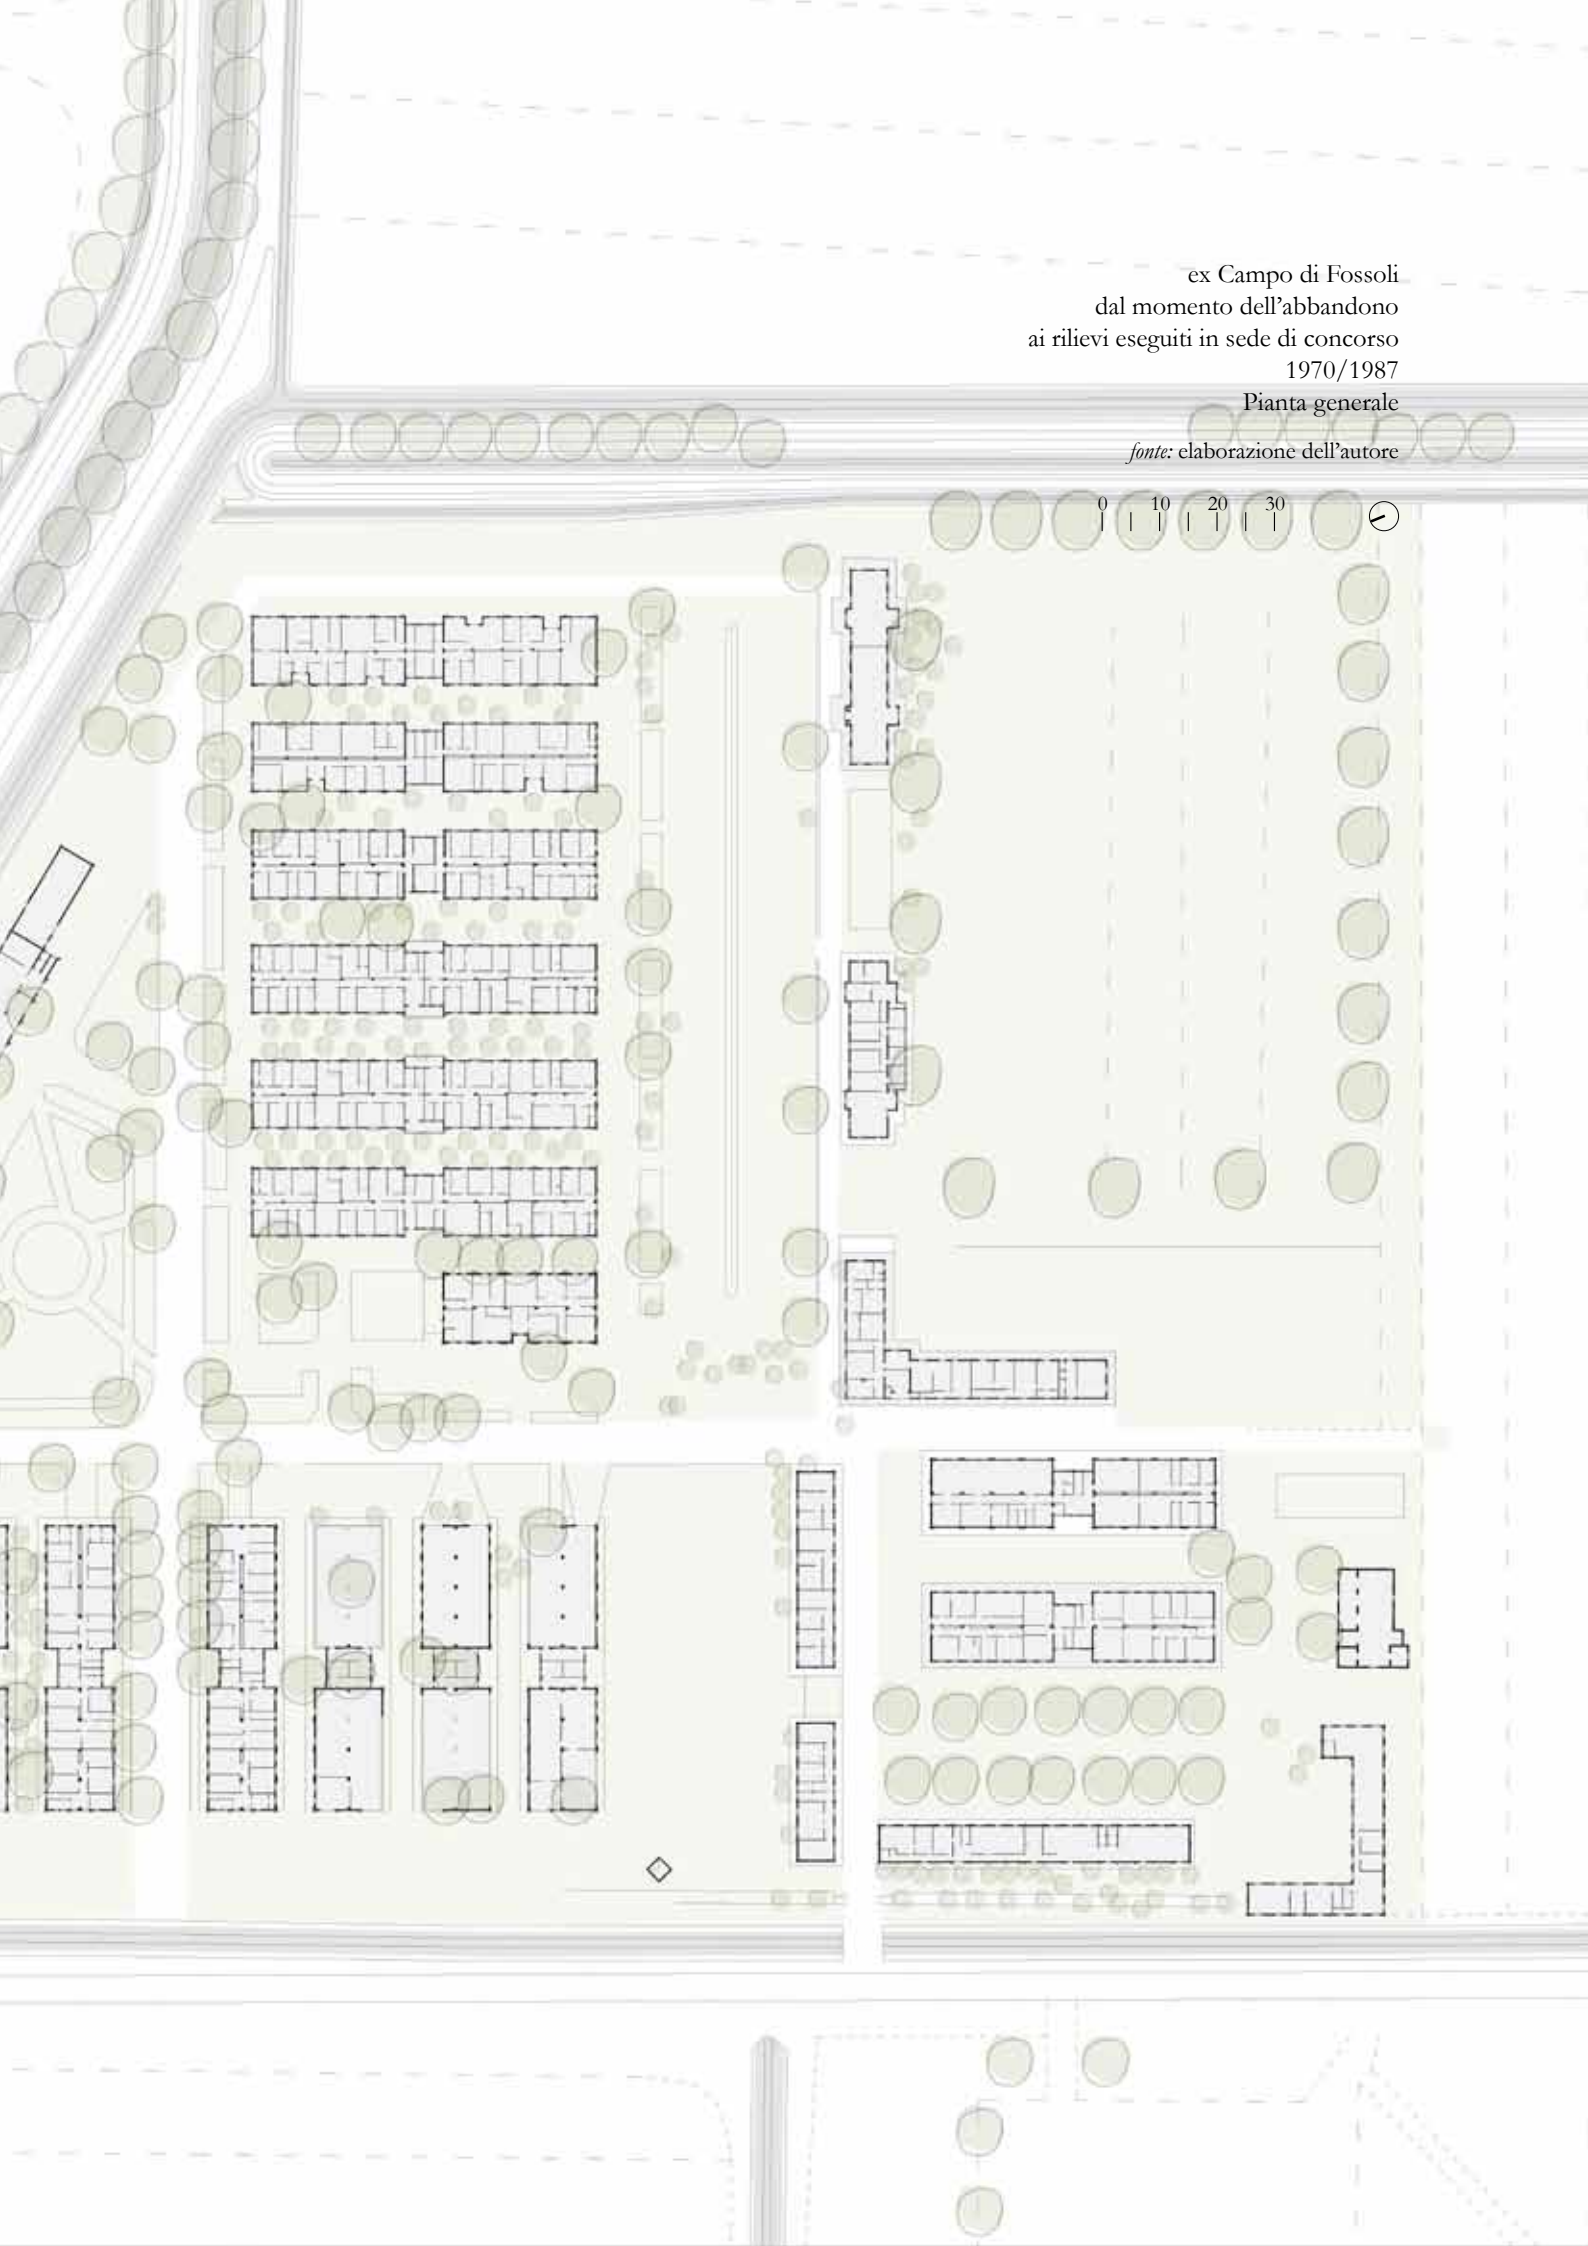 ex Campo di Fossoli
dal momento dell’abbandono
ai rilievi eseguiti in sede di concorso
1970/1987
Pianta generale
fonte: elaborazione dell’autore
0 10 20 30